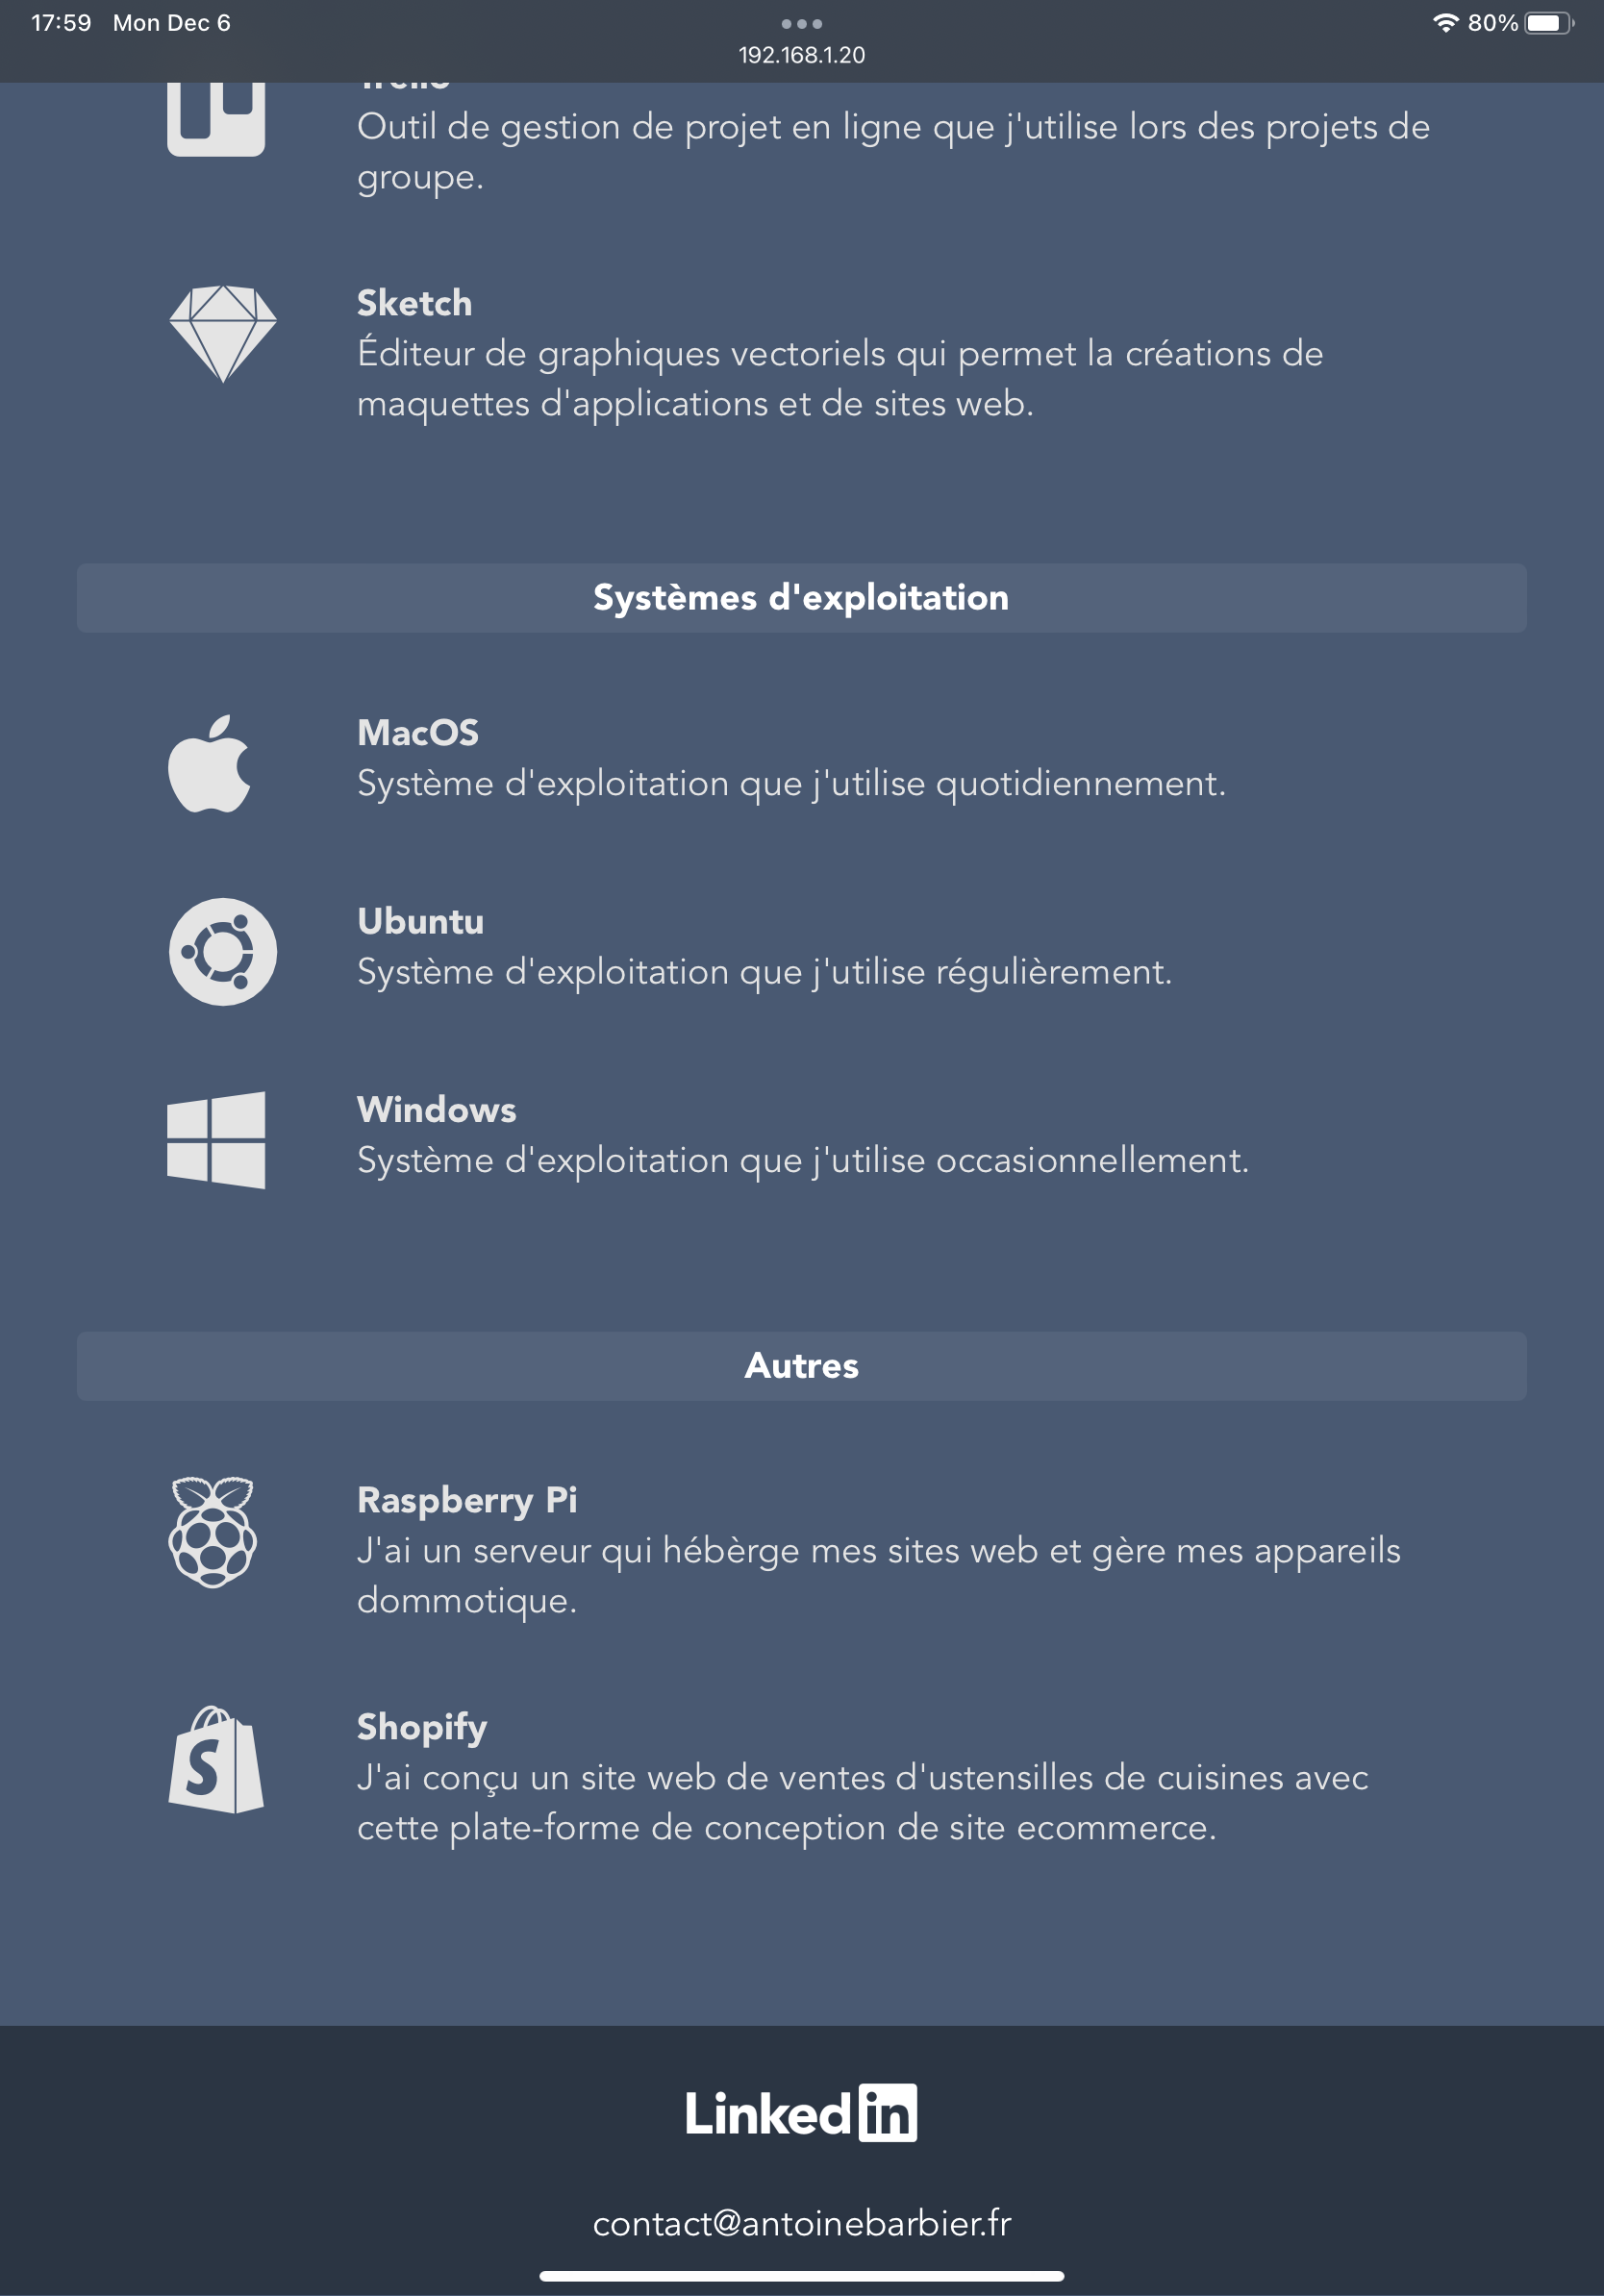 17:59 Mon Dec 6
80%
192.168.1.20
Outil de gestion de projet en ligne que j'utilise lors des projets de
groupe.
Sketch
Éditeur de graphiques vectoriels qui permet la créations de
maquettes d'applications et de sites web.
Systèmes d'exploitation
MacOS
Système d'exploitation que j'utilise quotidiennement.
Ubuntu
Système d'exploitation que j'utilise régulièrement.
Windows
Système d'exploitation que j'utilise occasionnellement.
Autres
Raspberry Pi
J'ai un serveur qui hébèrge mes sites web et gère mes appareils
dommotique.
Shopify
J'ai conçu un site web de ventes d'ustensilles de cuisines avec
cette plate-forme de conception de site ecommerce.
Linkedin
contact@antoinebarbier.fr